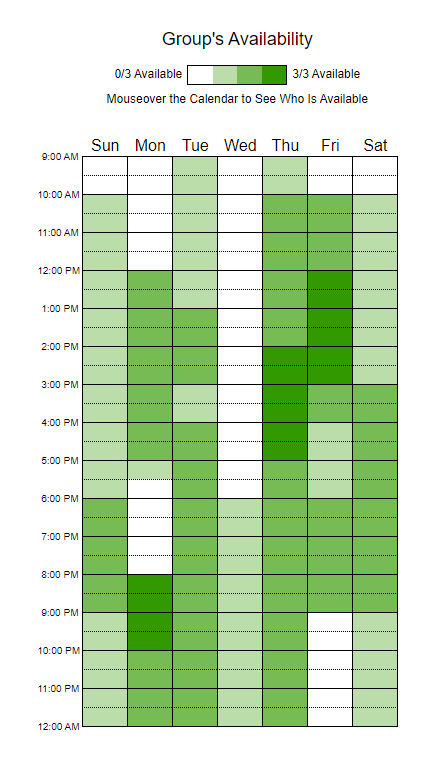 Group's Availability
0/3 Available 3/3 Available
Mouseover the Calendar to See Who Is Available
Sun Mon Tue Wed Thu Fri Sat
9:00 AM
10:00 AM
11:00 AM
12:00 PM
1:00 PM
2:00 PM
3:00 PM
4:00 PM
5:00 PM
6:00 PM
7:00 PM
8:00 PM
9:00 PM
10:00 PM
11:00 PM
12:00 AM